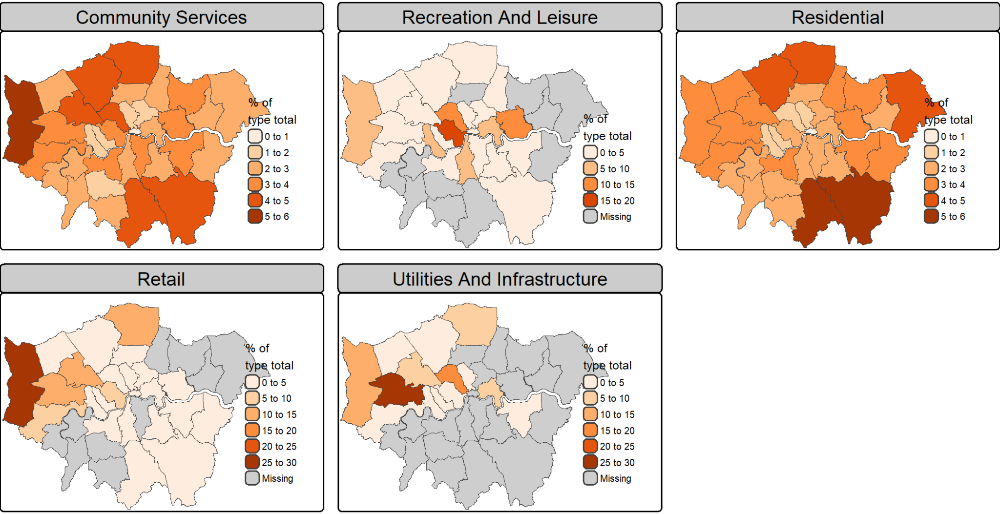 Community Services
% of
type total
0 to 1
1 to 2
2 to 3
3 to 4
4 to 5
5 to 6
Recreation And Leisure
% of
type total
0 to 5
5 to 10
10 to 15
15 to 20
Missing
Residential
% of
type total
0 to 1
1 to 2
2 to 3
3 to 4
4 to 5
5 to 6
Retail
% of
type total
0 to 5
5 to 10
10 to 15
15 to 20
20 to 25
25 to 30
Missing
Utilities And Infrastructure
% of
type total
0 to 5
5 to 10
10 to 15
15 to 20
20 to 25
25 to 30
Missing